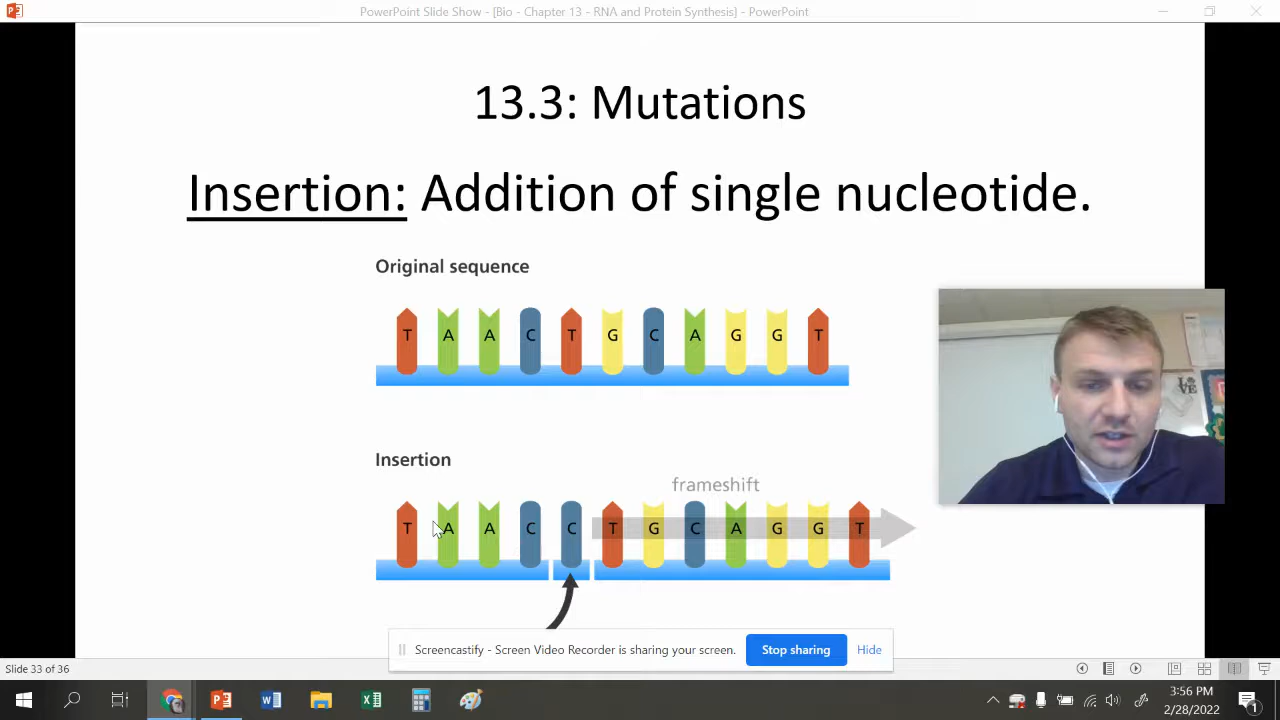 PowerPoint Slide Show - [Bio - Chapter 13 - RNA and Protein Synthesis] - PowerPoint
13.3: Mutations
Insertion: Addition of single nucleotide.
Original sequence
T A A C T G C A G G T
LOVE
Insertion
frameshift
T A A C C T G C A G G T
Screencastify - Screen Video Recorder is sharing your screen.
Stop sharing
Hide
Slide 33 of 36
3:56 PM
2/28/2022
1